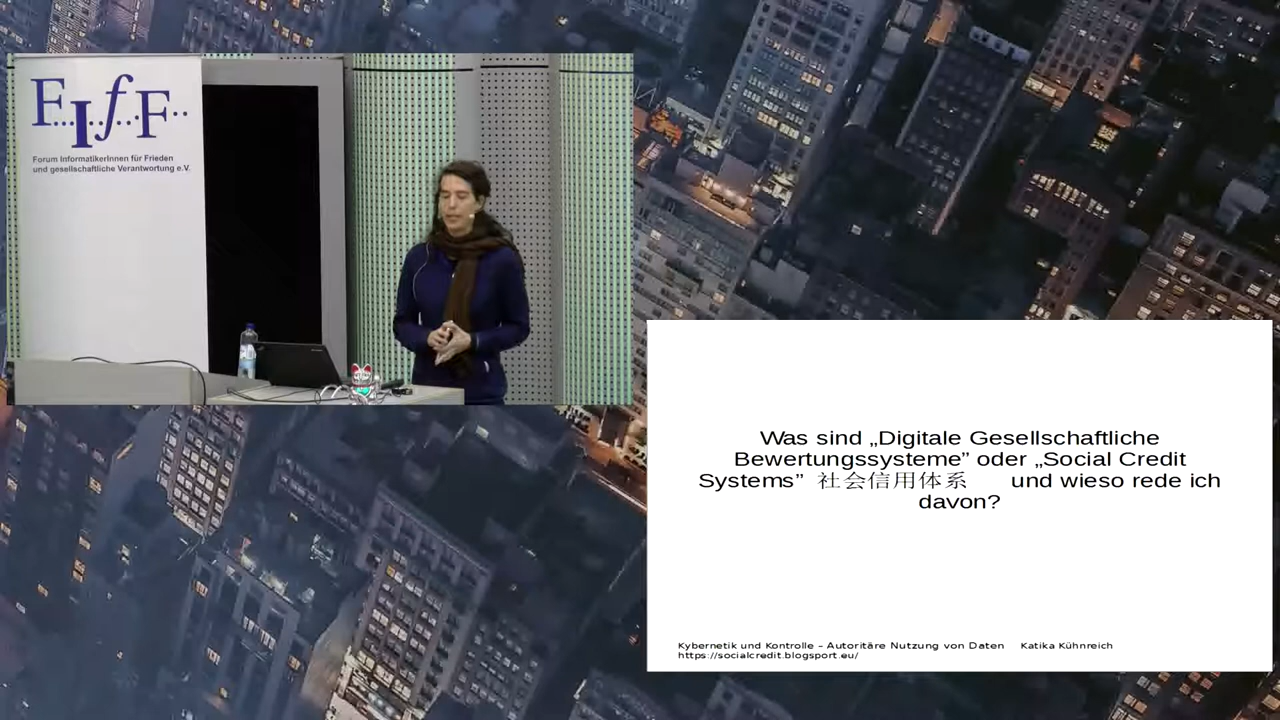 F..I..f..F..
Forum InformatikerInnen für Frieden
und gesellschaftliche Verantwortung e.V.
Was sind „Digitale Gesellschaftliche
Bewertungssysteme” oder „Social Credit
Systems” 社会信用体系 und wieso rede ich
davon?
Kybernetik und Kontrolle – Autoritäre Nutzung von Daten Katika Kühnreich
https://socialcredit.blogsport.eu/